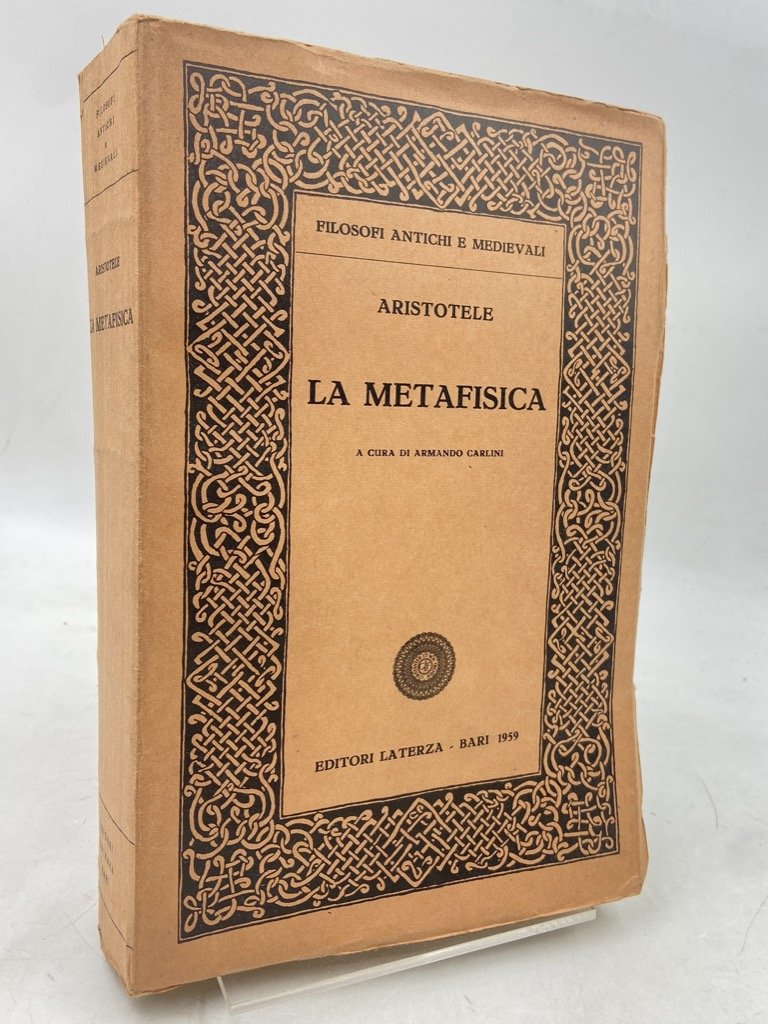 FILOSOFI
ANTICHI
E
MEDIEVALI
ARISTOTELE
LA METAFISICA
FILOSOFI ANTICHI E MEDIEVALI
ARISTOTELE
LA METAFISICA
A CURA DI ARMANDO CARLINI
EDITORI LATERZA - BARI 1959